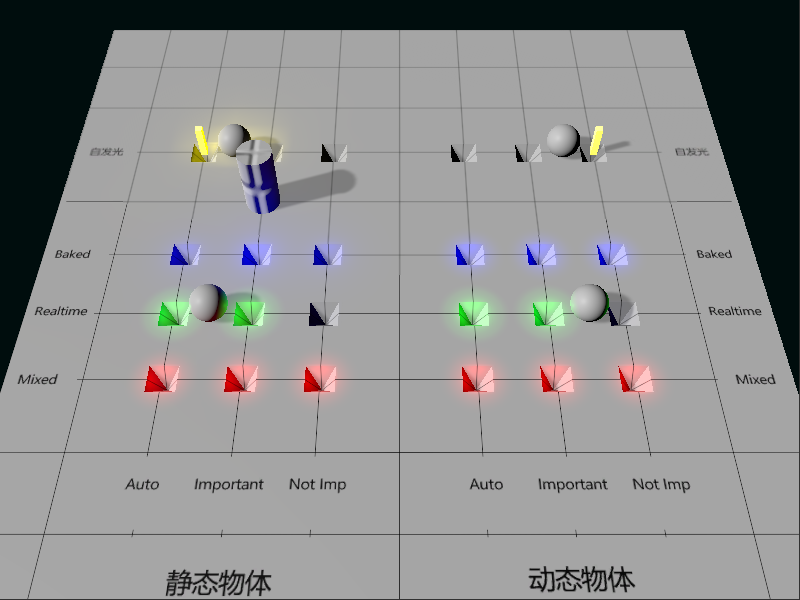 自发光 自发光
Baked Baked
Realtime Realtime
Mixed Mixed
Auto Important Not Imp Auto Important Not Imp
静态物体 动态物体